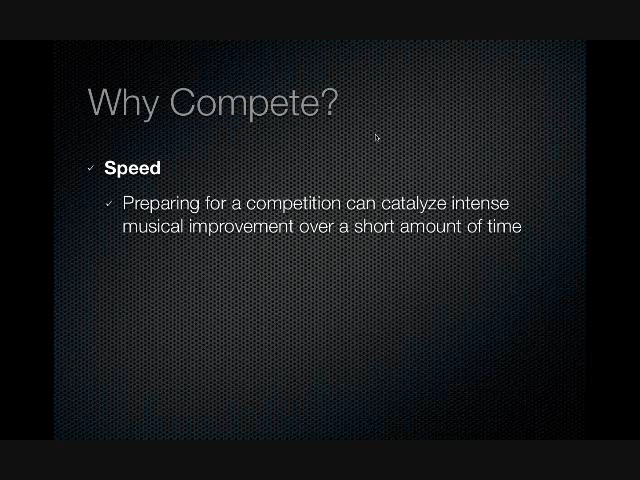 Why Compete?
Speed
Preparing for a competition can catalyze intense
musical improvement over a short amount of time